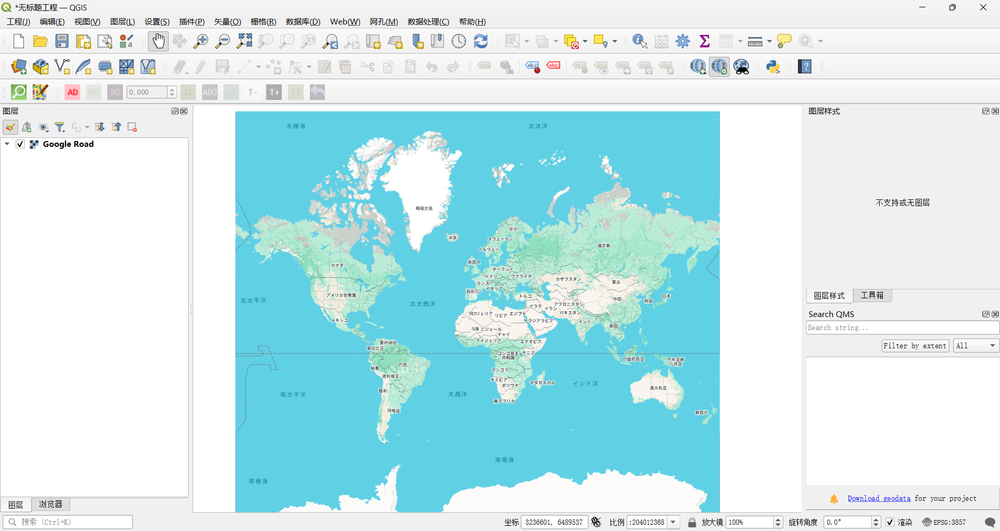 *无标题工程 — QGIS
工程(J) 编辑(E) 视图(V) 图层(L) 设置(S) 插件(P) 矢量(O) 栅格(R) 数据库(D) Web(W) 网孔(M) 数据处理(C) 帮助(H)
AD MO RO 0.000 SC ADJ T- T+
图层
Google Road
图层 浏览器
搜索 (Ctrl+K)
北極海
北冰洋
格陵兰岛
冰岛
芬兰
スウェーデン
ノルウェー
俄罗斯
英国ス
カナダ
ポーランド
ドイツ
ウクライナ
カザフスタン
蒙古
ランス
イタリア
西班ラン
アメリカ合衆国
トルコ
日本
中国
韩国
北太平洋
北大西洋
イラク
イラン
アフガニスタン
パキスタン
阿尔ジェリア
リビア
エジプト
サウジアラビア
メキシコ
インド
泰国
ニジェール
チャド
トイジェリア
エチオピア
委内瑞拉
哥伦比亚
コンゴ民主
共和国
ケニア
印度尼西亚
巴布亚新
几内亚
巴西
秘鲁
玻利维亚
アンゴラ
ナミビア
ボツワナ
マダガスカル
インド洋
智利
澳大利亚
南太平洋
大西洋
南アフリカ
阿根廷
新西兰
南極海
南極海
图层样式
不支持或无图层
图层样式 工具箱
Search QMS
Search string...
Filter by extent All
Download geodata for your project
坐标 3236601, 6489537 比例 :204012368 放大镜 100% 旋转角度 0.0° 渲染 EPSG:3857